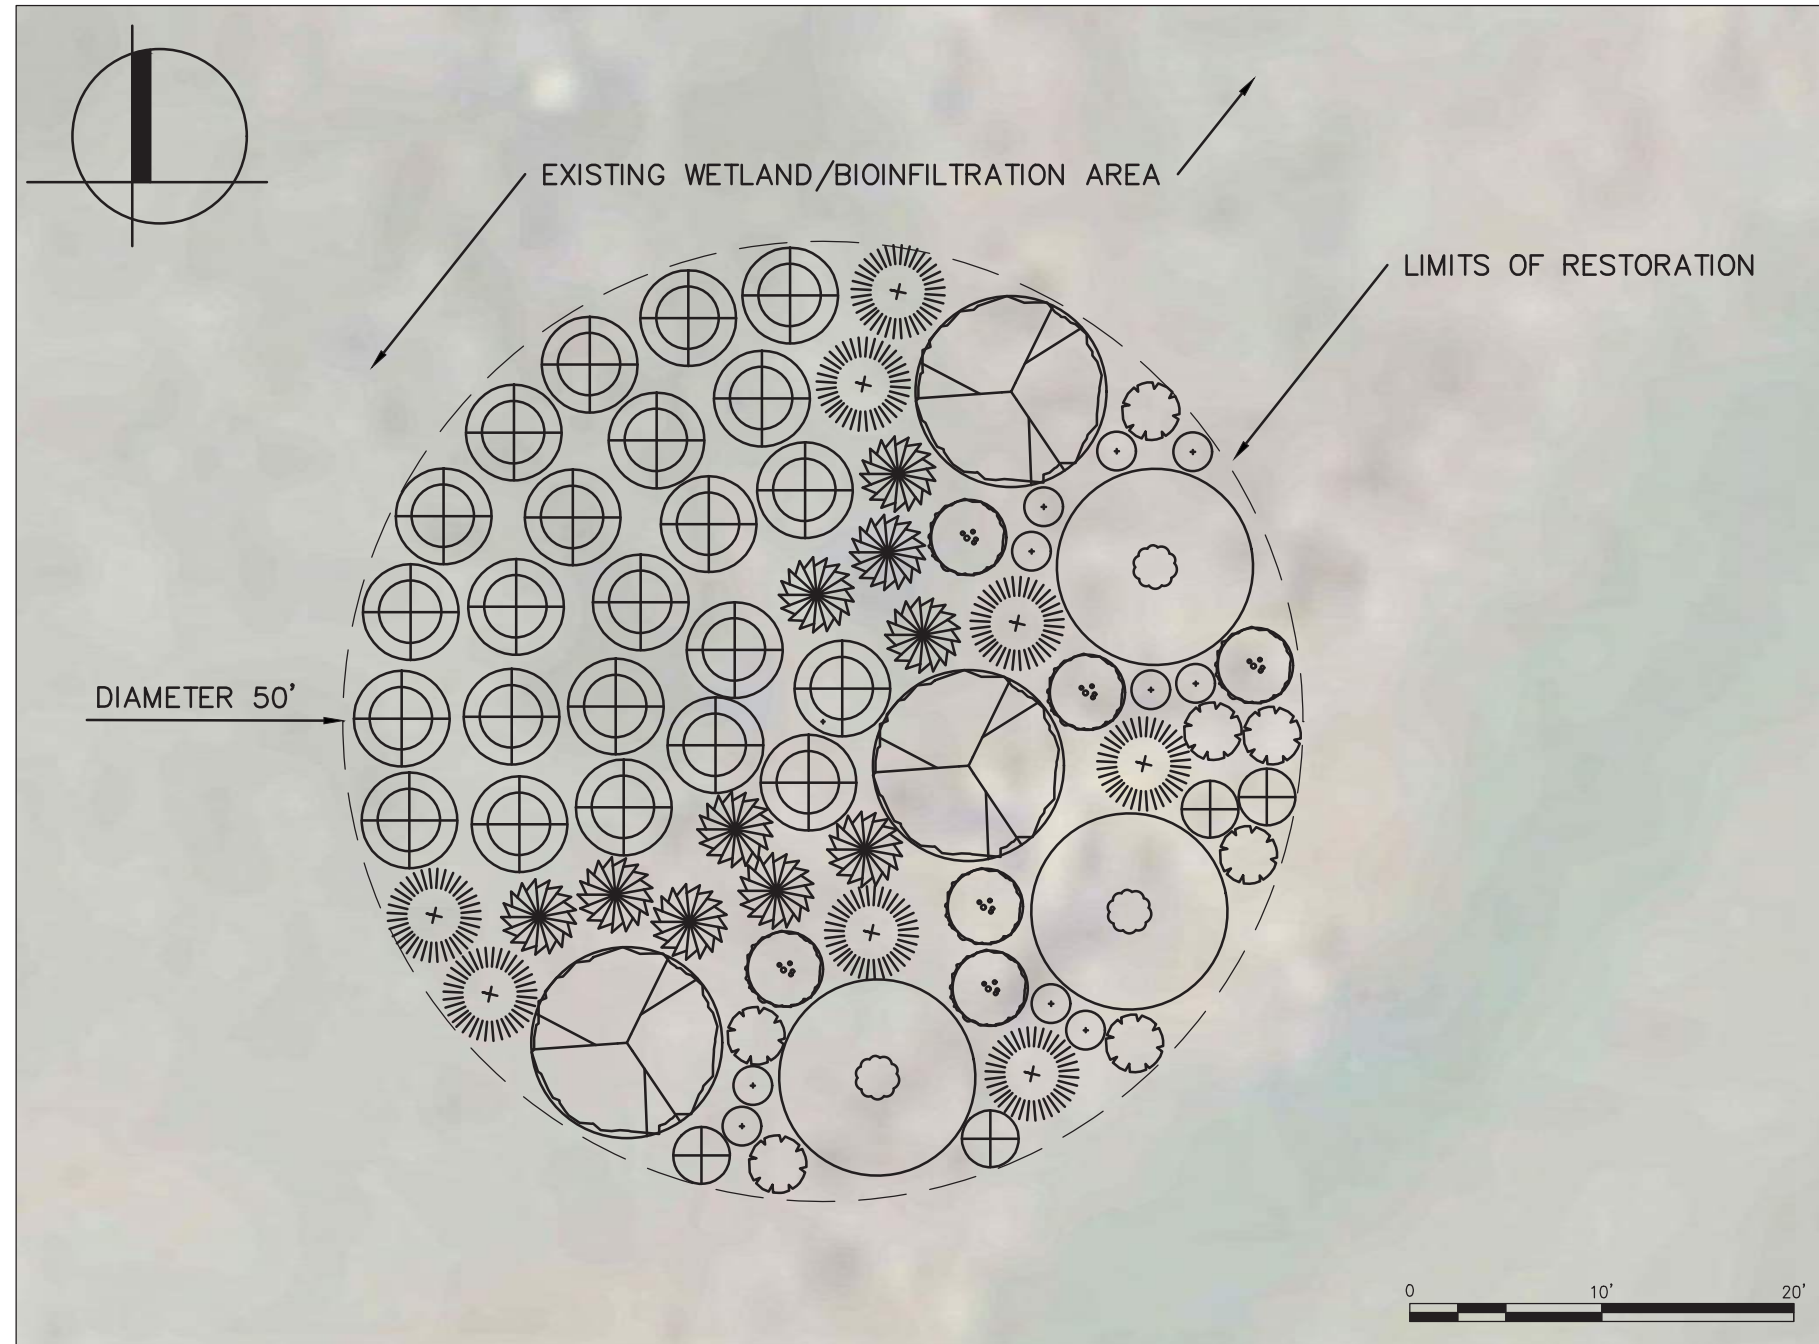 EXISTING WETLAND/BIOINFILTRATION AREA
LIMITS OF RESTORATION
DIAMETER 50'
0 10' 20'